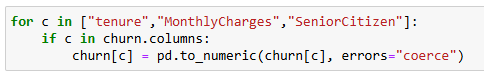 for c in ["tenure","MonthlyCharges","SeniorCitizen"]:
    if c in churn.columns:
        churn[c] = pd.to_numeric(churn[c], errors="coerce")